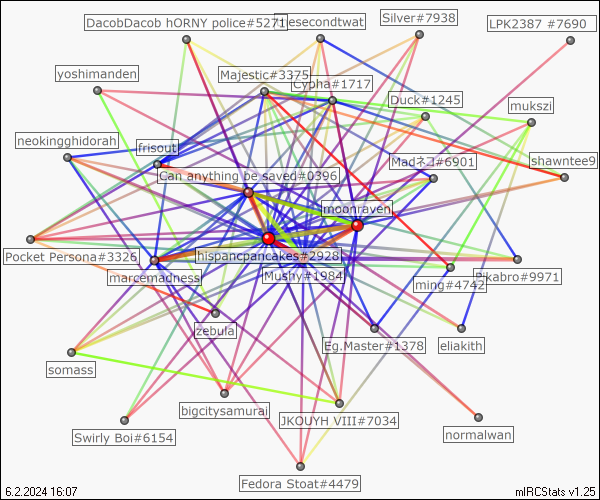 DacobDacob hORNY police#5271
hesecondtwat
Silver#7938
LPK2387 #7690
yoshimanden
Majestic#3375
Cypha#1717
Duck#1245
mukszi
neokingghidorah
frisout
Can anything be saved#0396
Madネコ#6901
shawntee9
moonraven
Pocket Persona#3326
hispancpancakes#2928
marcemadness
Mushy#1984
ming#4742
Pikabro#9971
zebula
Eg.Master#1378
eliakith
somass
bigcitysamurai
JKOUYH VIII#7034
Swirly Boi#6154
normalwan
Fedora Stoat#4479
6.2.2024 16:07
mIRCStats v1.25